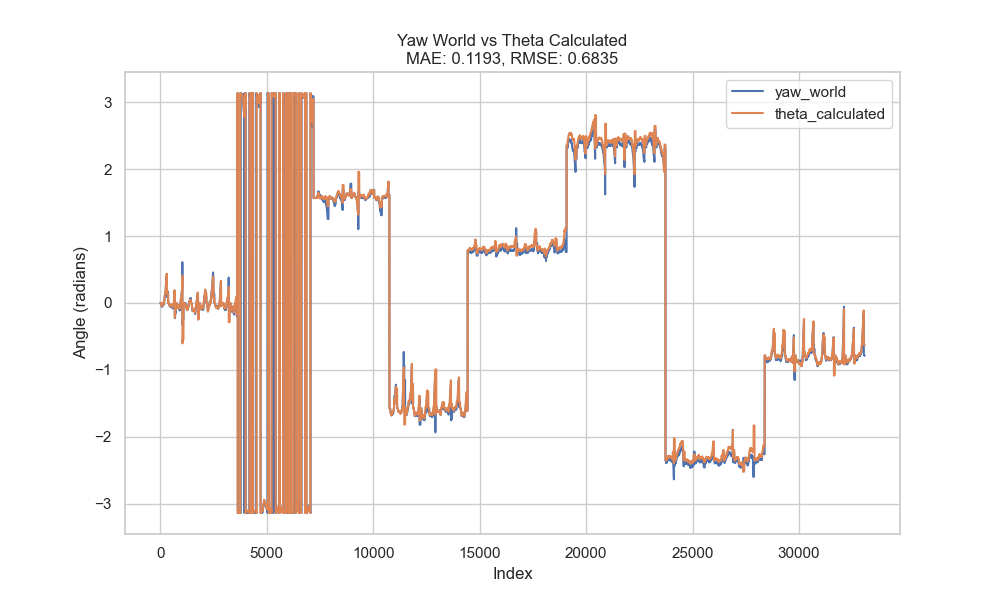 Yaw World vs Theta Calculated
MAE: 0.1193, RMSE: 0.6835
yaw_world
theta_calculated
Angle (radians)
3
2
1
0
−1
−2
−3
0
5000
10000
15000
20000
25000
30000
Index